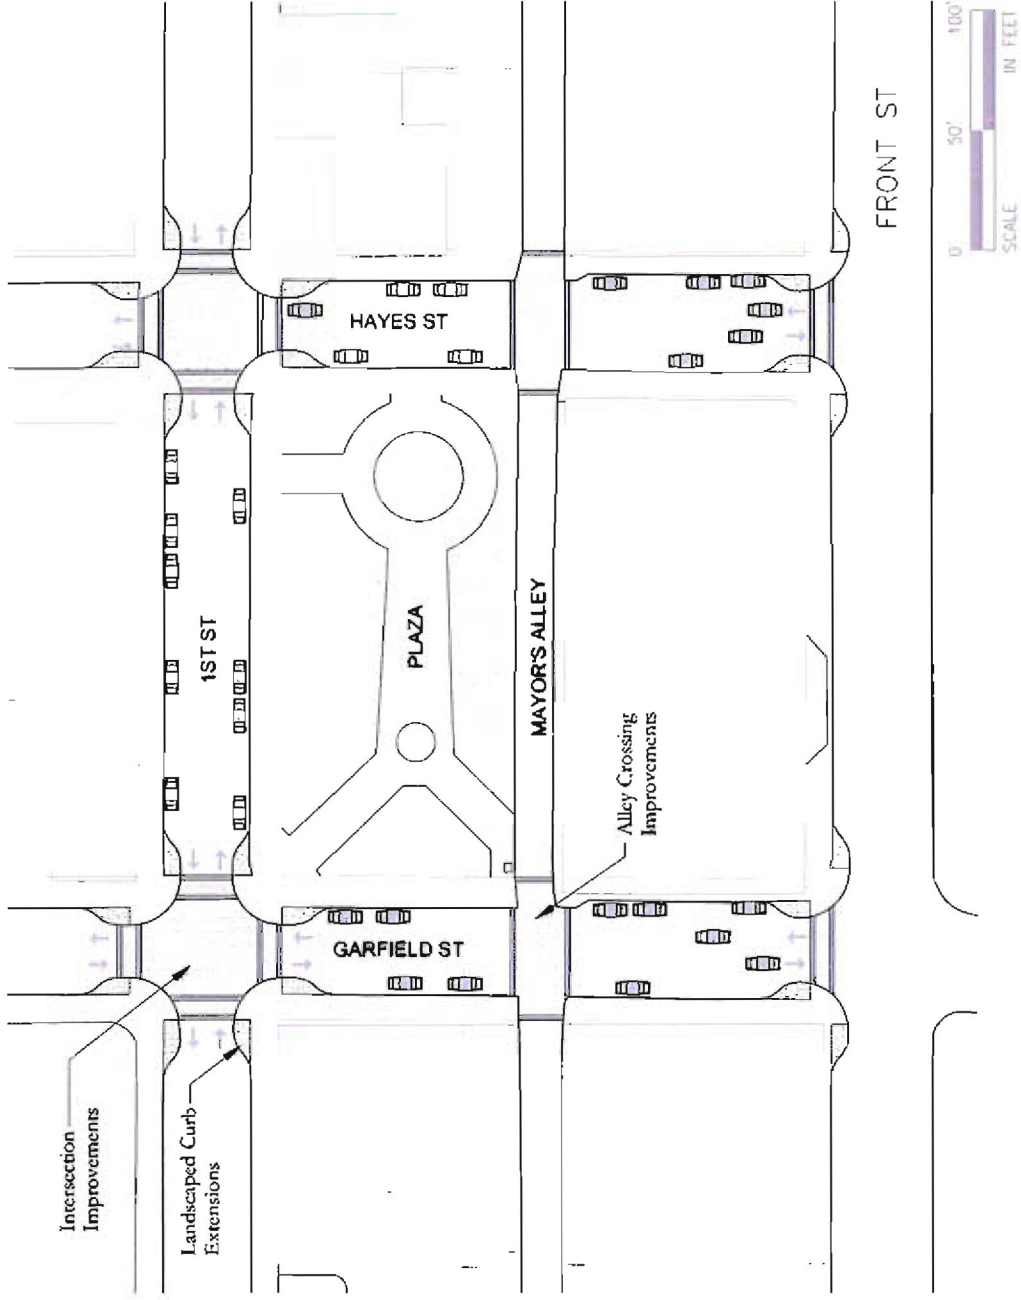 Intersection
Improvements
Landscaped Curb
Extensions
1ST ST
GARFIELD ST
HAYES ST
PLAZA
MAYOR'S ALLEY
Alley Crossing
Improvements
FRONT ST
0 50' 100'
SCALE IN FEET